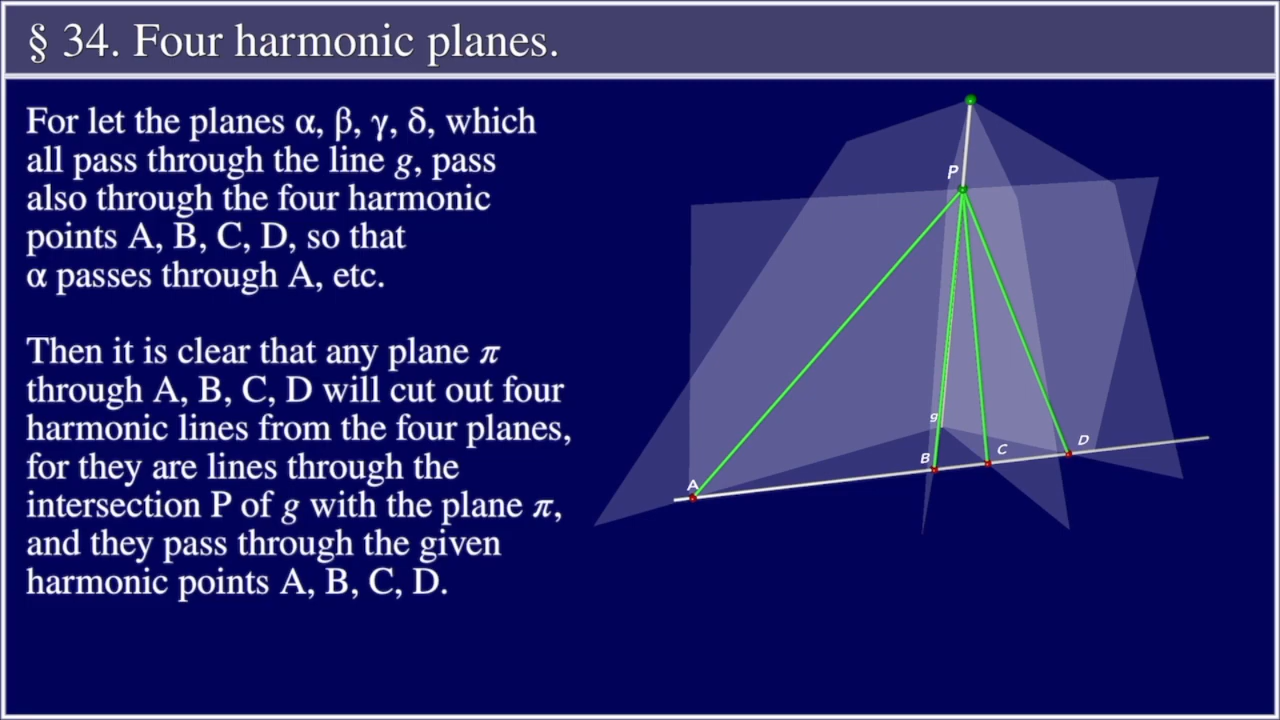 § 34. Four harmonic planes.
For let the planes α, β, γ, δ, which
all pass through the line g, pass
also through the four harmonic
points A, B, C, D, so that
α passes through A, etc.
Then it is clear that any plane π
through A, B, C, D will cut out four
harmonic lines from the four planes,
for they are lines through the
intersection P of g with the plane π,
and they pass through the given
harmonic points A, B, C, D.
P
g
A
B
C
D